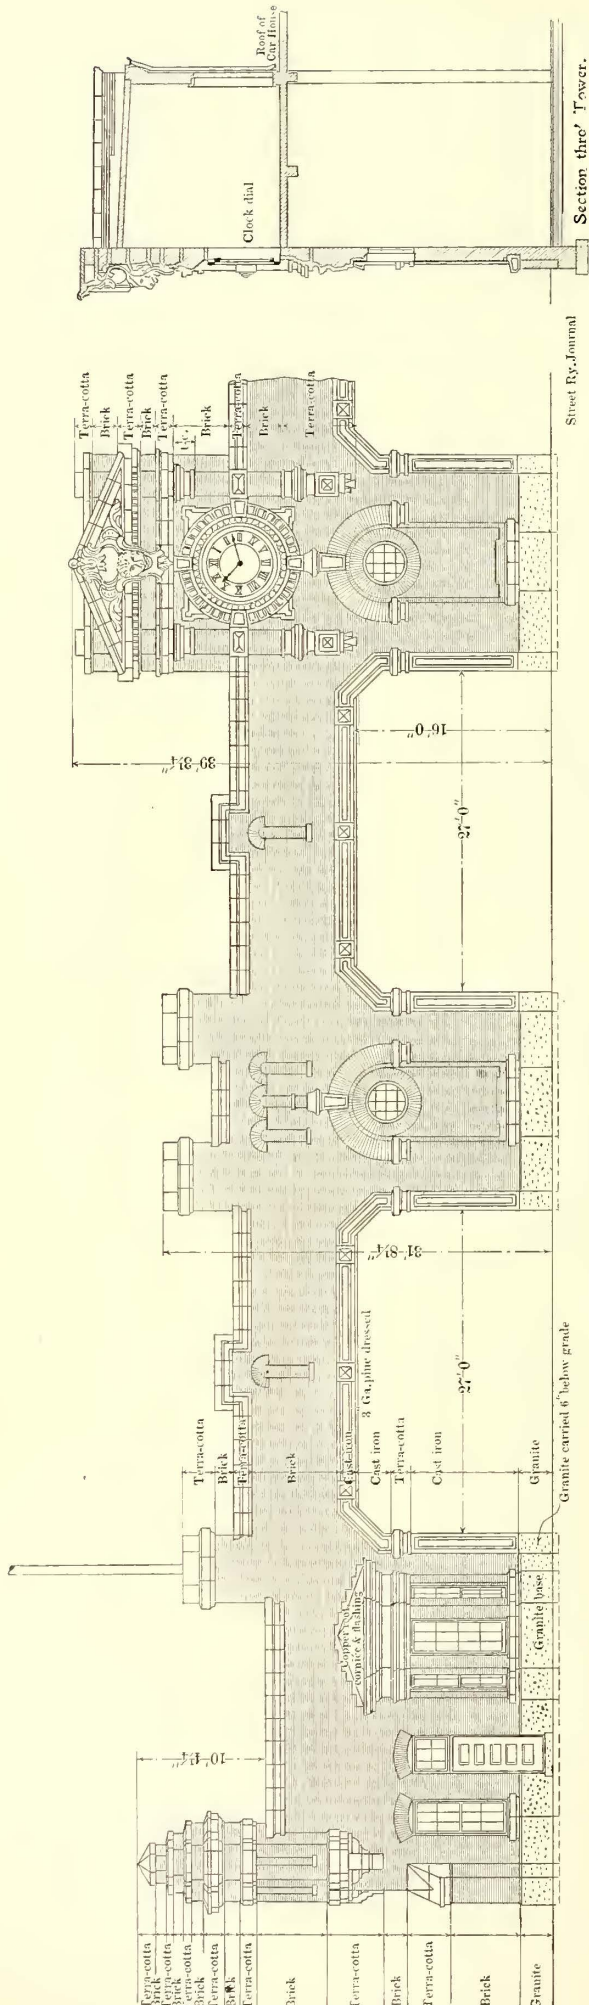 Terra-cotta
Brick
Terra-cotta
Brick
Terra-cotta
Brick
Terra-cotta
Brick
Terra-cotta
Brick
Terra-cotta
Brick
Terra-cotta
Brick
Granite
10' 1¼"
Copper roof
cornice & flashing
Granite base
Terra-cotta
Brick
Terra-cotta
Brick
Cast iron
Cast iron
Terra-cotta
Cast iron
Granite
Granite carried 6" below grade
3 Ga. pine dressed
27'0"
31' 8¼"
27'0"
39' 3¼"
16' 0"
Terra-cotta
Brick
Terra-cotta
Brick
Terra-cotta
Brick
Terra-cotta
Brick
Terra-cotta
Street Ry. Journal
Clock dial
Roof of
Car House
Section thro' Tower.